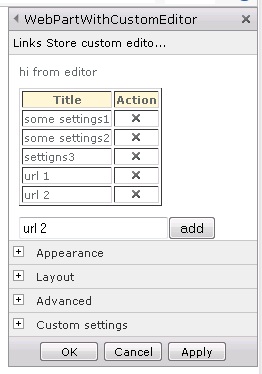 WebPartWithCustomEditor
Links Store custom edito...
hi from editor
Title Action
some settings1
some settings2
settigns3
url 1
url 2
url 2 add
Appearance
Layout
Advanced
Custom settings
OK Cancel Apply